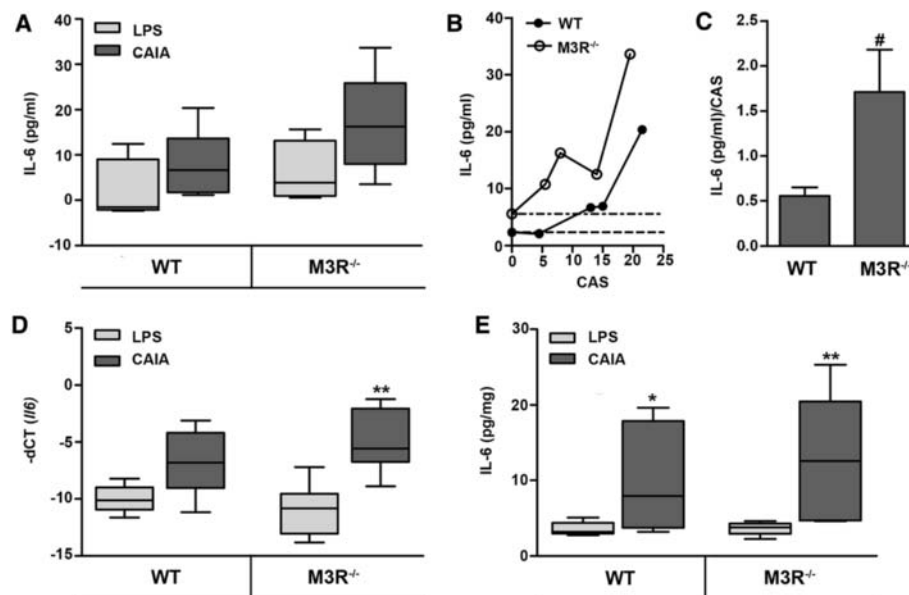 A
LPS
CAIA
IL-6 (pg/ml)
40
30
20
10
0
-10
WT
M3R-/-
B
WT
M3R-/-
IL-6 (pg/ml)
40
30
20
10
0
0 5 10 15 20 25
CAS
C
#
IL-6 (pg/ml)/CAS
2.5
2.0
1.5
1.0
0.5
0.0
WT
M3R-/-
D
LPS
CAIA
-dCT (Il6)
5
0
-5
-10
-15
**
WT
M3R-/-
E
LPS
CAIA
IL-6 (pg/mg)
30
20
10
0
*
**
WT
M3R-/-